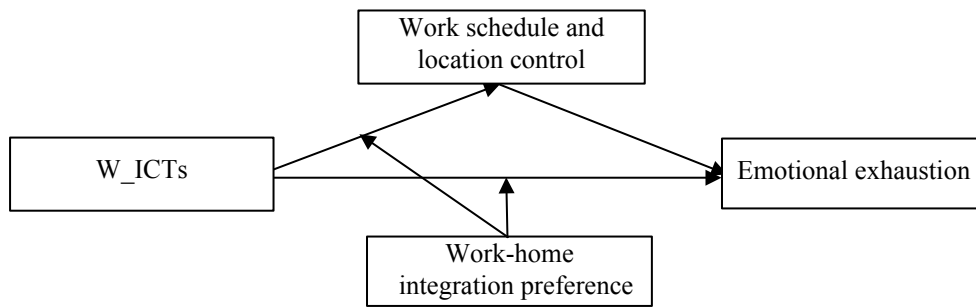 Work schedule and
location control
W_ICTs
Emotional exhaustion
Work-home
integration preference